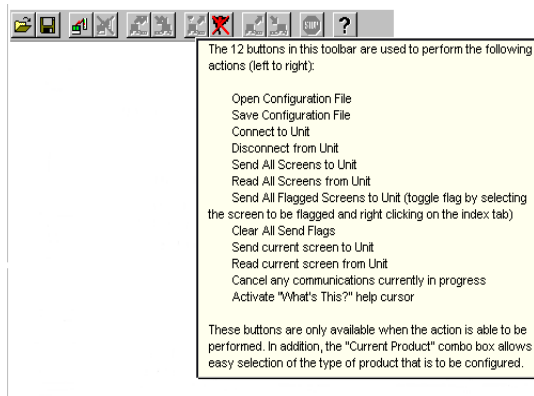 STOP
?
The 12 buttons in this toolbar are used to perform the following
actions (left to right):
Open Configuration File
Save Configuration File
Connect to Unit
Disconnect from Unit
Send All Screens to Unit
Read All Screens from Unit
Send All Flagged Screens to Unit (toggle flag by selecting
the screen to be flagged and right clicking on the index tab)
Clear All Send Flags
Send current screen to Unit
Read current screen from Unit
Cancel any communications currently in progress
Activate "What's This?" help cursor
These buttons are only available when the action is able to be
performed. In addition, the "Current Product" combo box allows
easy selection of the type of product that is to be configured.